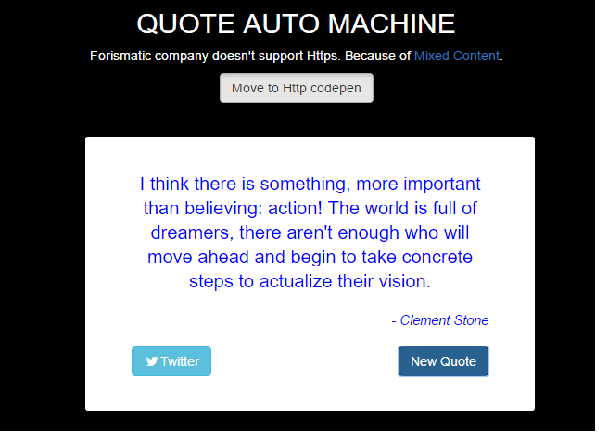 QUOTE AUTO MACHINE
Forismatic company doesn't support Https. Because of Mixed Content.
Move to Http codepen
I think there is something, more important
than believing: action! The world is full of
dreamers, there aren't enough who will
move ahead and begin to take concrete
steps to actualize their vision.
- Clement Stone
Twitter
New Quote